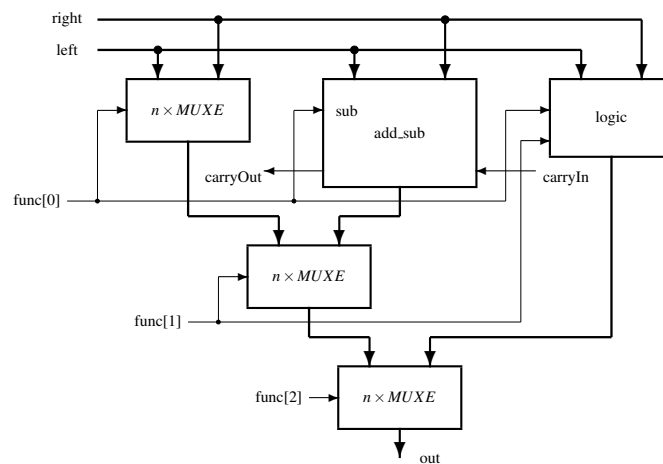 right
left
n × MUXE
sub
add_sub
logic
carryOut
carryIn
func[0]
n × MUXE
func[1]
func[2]
n × MUXE
out